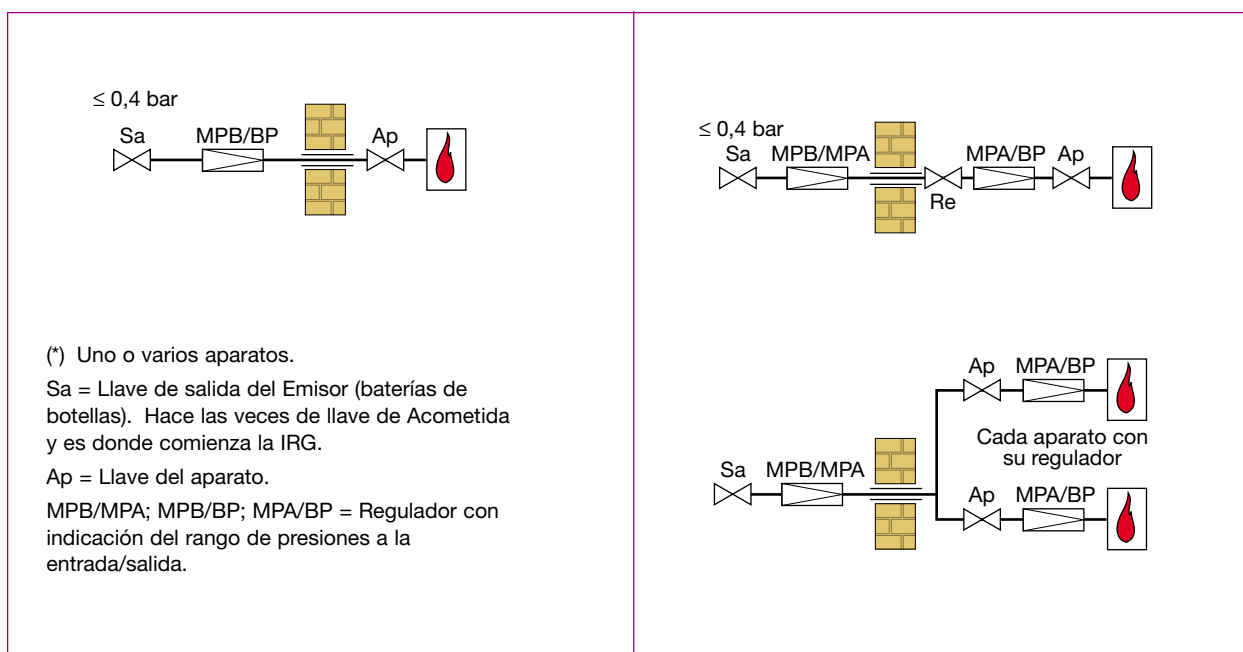 ≤ 0,4 bar
Sa MPB/BP Ap
(*) Uno o varios aparatos.
Sa = Llave de salida del Emisor (baterías de
botellas). Hace las veces de llave de Acometida
y es donde comienza la IRG.
Ap = Llave del aparato.
MPB/MPA; MPB/BP; MPA/BP = Regulador con
indicación del rango de presiones a la
entrada/salida.
≤ 0,4 bar
Sa MPB/MPA MPA/BP Ap
Re
Ap MPA/BP
Cada aparato con
su regulador
Sa MPB/MPA
Ap MPA/BP